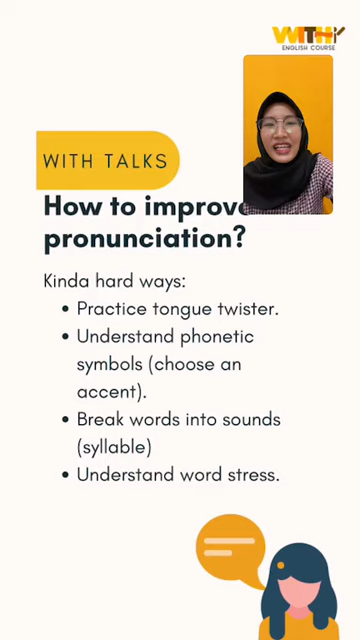 WITH
ENGLISH COURSE
WITH TALKS
How to improve
pronunciation?
Kinda hard ways:
• Practice tongue twister.
• Understand phonetic
symbols (choose an
accent).
• Break words into sounds
(syllable)
• Understand word stress.